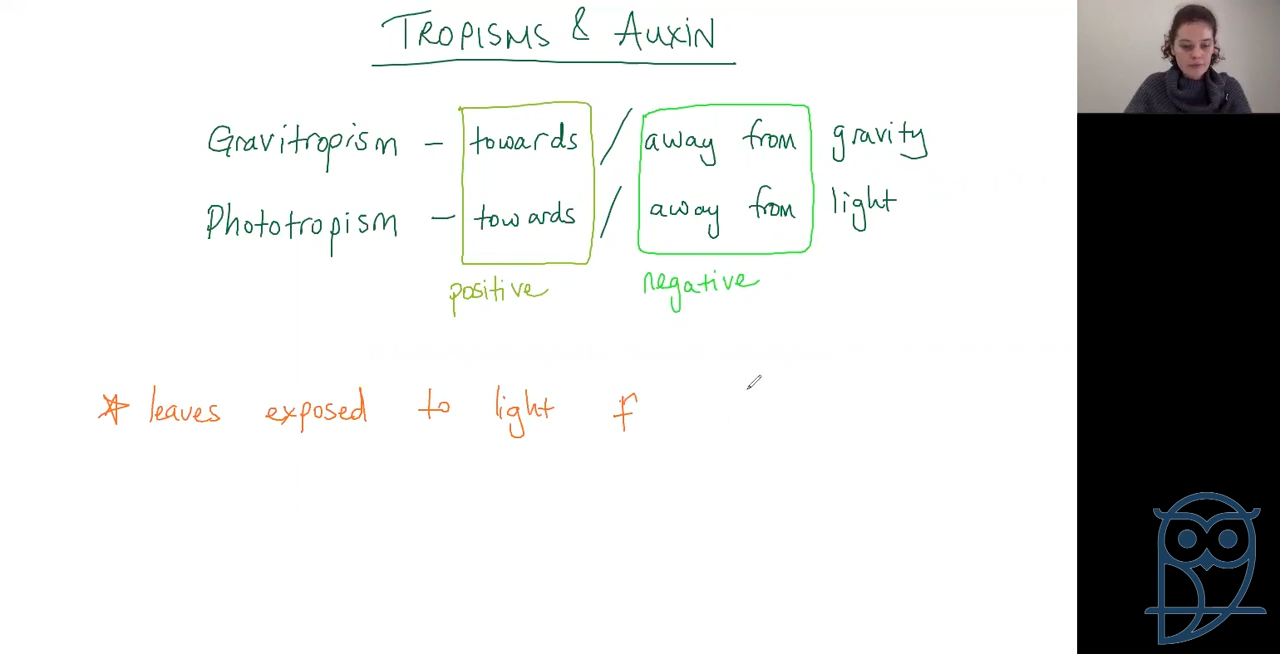 TROPISMS & AUXIN
Gravitropism - towards / away from gravity
Phototropism - towards / away from light
positive negative
* leaves exposed to light f